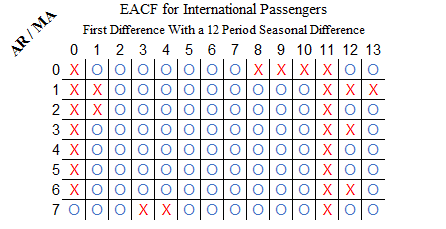 EACF for International Passengers
First Difference With a 12 Period Seasonal Difference
AR / MA
0 1 2 3 4 5 6 7 8 9 10 11 12 13
0 X O O O O O O O X X X X O O
1 X X O O O O O O O O O X X X
2 X X O O O O O O O O O X O O
3 X O O O O O O O O O O X X O
4 X O O O O O O O O O O X O O
5 X O O O O O O O O O O X O O
6 X O O O O O O O O O O X X O
7 O O O X X O O O O O O X O O